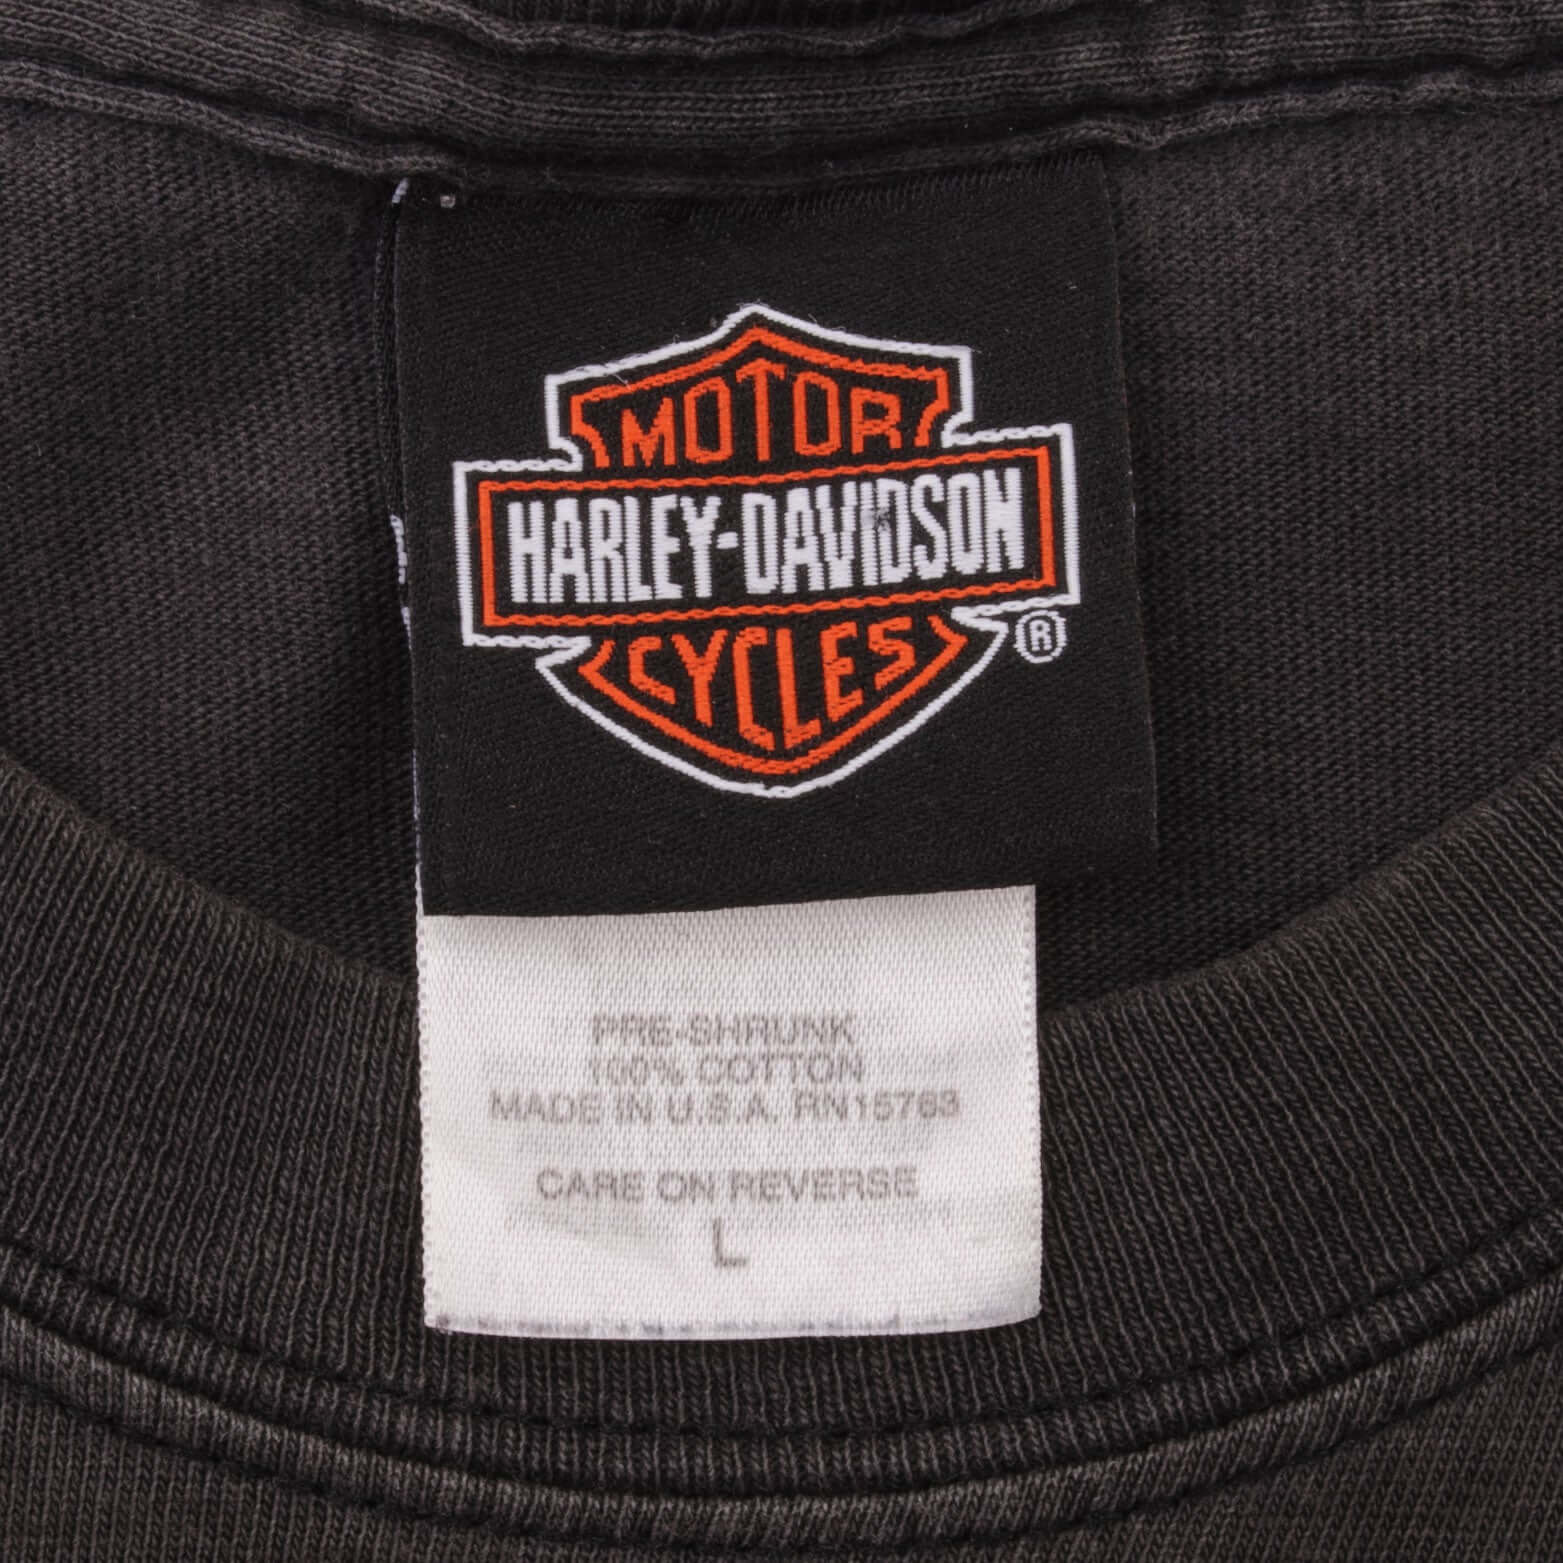 MOTOR
HARLEY-DAVIDSON
CYCLES
®
PRE-SHRUNK
100% COTTON
MADE IN U.S.A. RN15763
CARE ON REVERSE
L